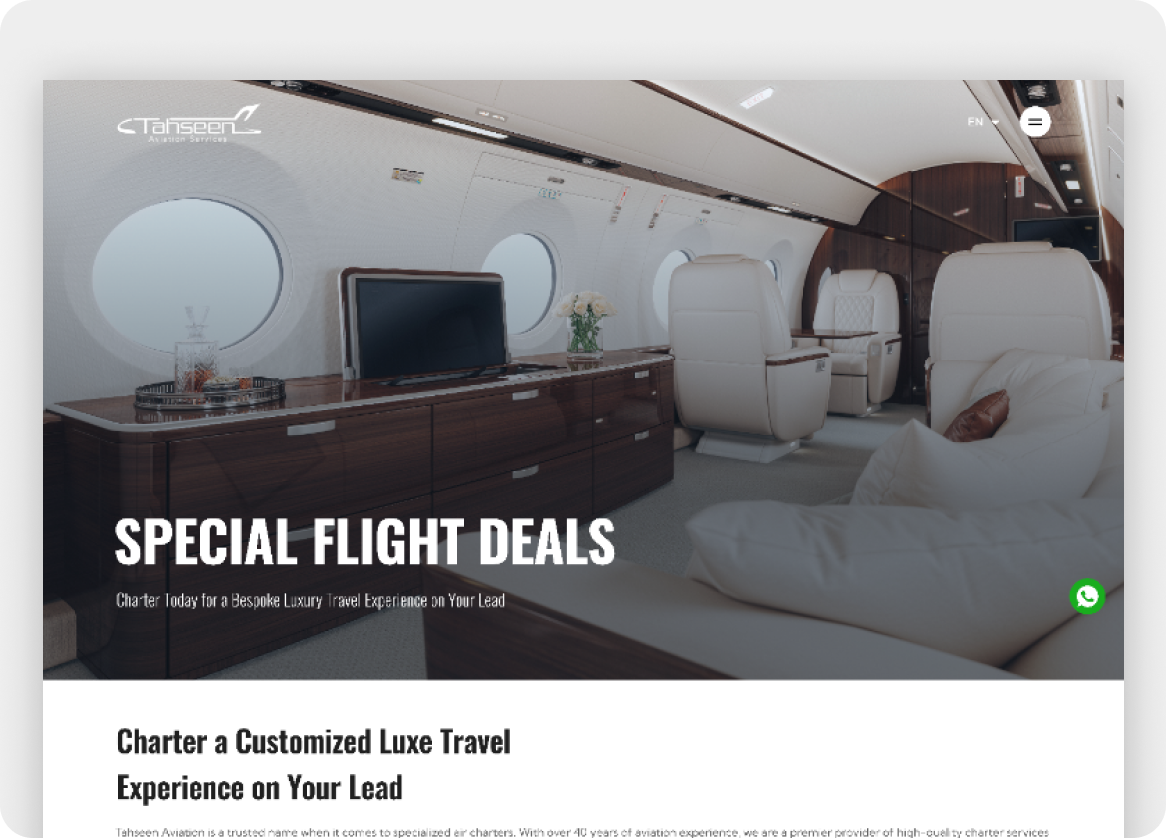 Tahseen
Aviation Services
EN
EXIT
SPECIAL FLIGHT DEALS
Charter Today for a Bespoke Luxury Travel Experience on Your Lead
Charter a Customized Luxe Travel
Experience on Your Lead
Tahseen Aviation is a trusted name when it comes to specialized air charters. With over 40 years of aviation experience, we are a premier provider of high-quality charter services